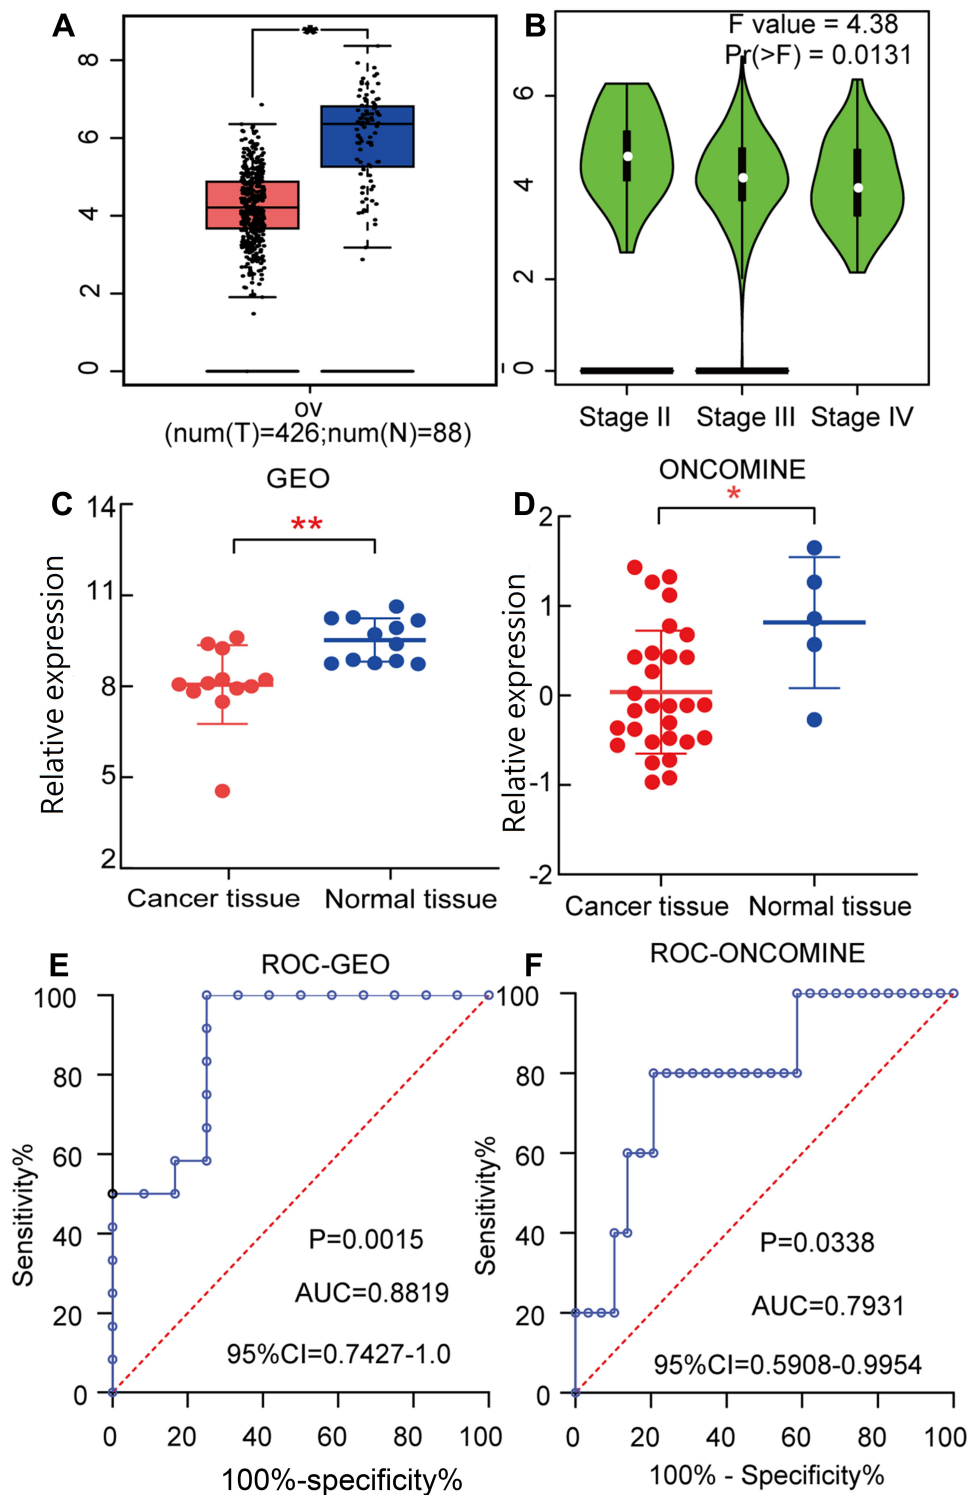 A
*
8
6
4
2
0
ov
(num(T)=426;num(N)=88)
B
F value = 4.38
Pr(>F) = 0.0131
6
4
2
0
Stage II
Stage III
Stage IV
C
GEO
**
Relative expression
14
11
8
5
2
Cancer tissue
Normal tissue
D
ONCOMINE
*
Relative expression
2
1
0
-1
-2
Cancer tissue
Normal tissue
E
ROC-GEO
Sensitivity%
100
80
60
40
20
0
P=0.0015
AUC=0.8819
95%CI=0.7427-1.0
0 20 40 60 80 100
100%-specificity%
F
ROC-ONCOMINE
Sensitivity%
100
80
60
40
20
0
P=0.0338
AUC=0.7931
95%CI=0.5908-0.9954
0 20 40 60 80 100
100% - Specificity%